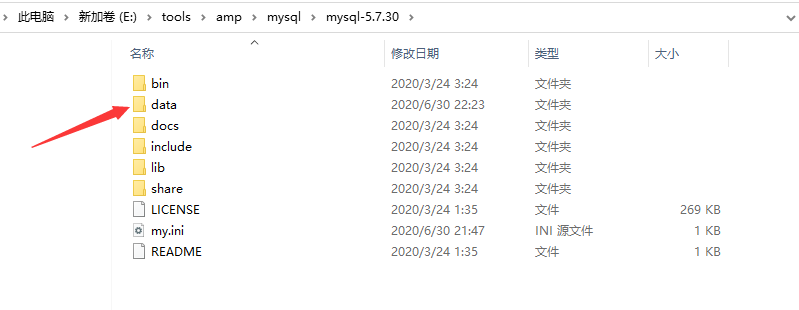 此电脑 > 新加卷 (E:) > tools > amp > mysql > mysql-5.7.30 >
名称 修改日期 类型 大小
bin 2020/3/24 3:24 文件夹
data 2020/6/30 22:23 文件夹
docs 2020/3/24 3:24 文件夹
include 2020/3/24 3:24 文件夹
lib 2020/3/24 3:24 文件夹
share 2020/3/24 3:24 文件夹
LICENSE 2020/3/24 1:35 文件 269 KB
my.ini 2020/6/30 21:47 INI 源文件 1 KB
README 2020/3/24 1:35 文件 1 KB